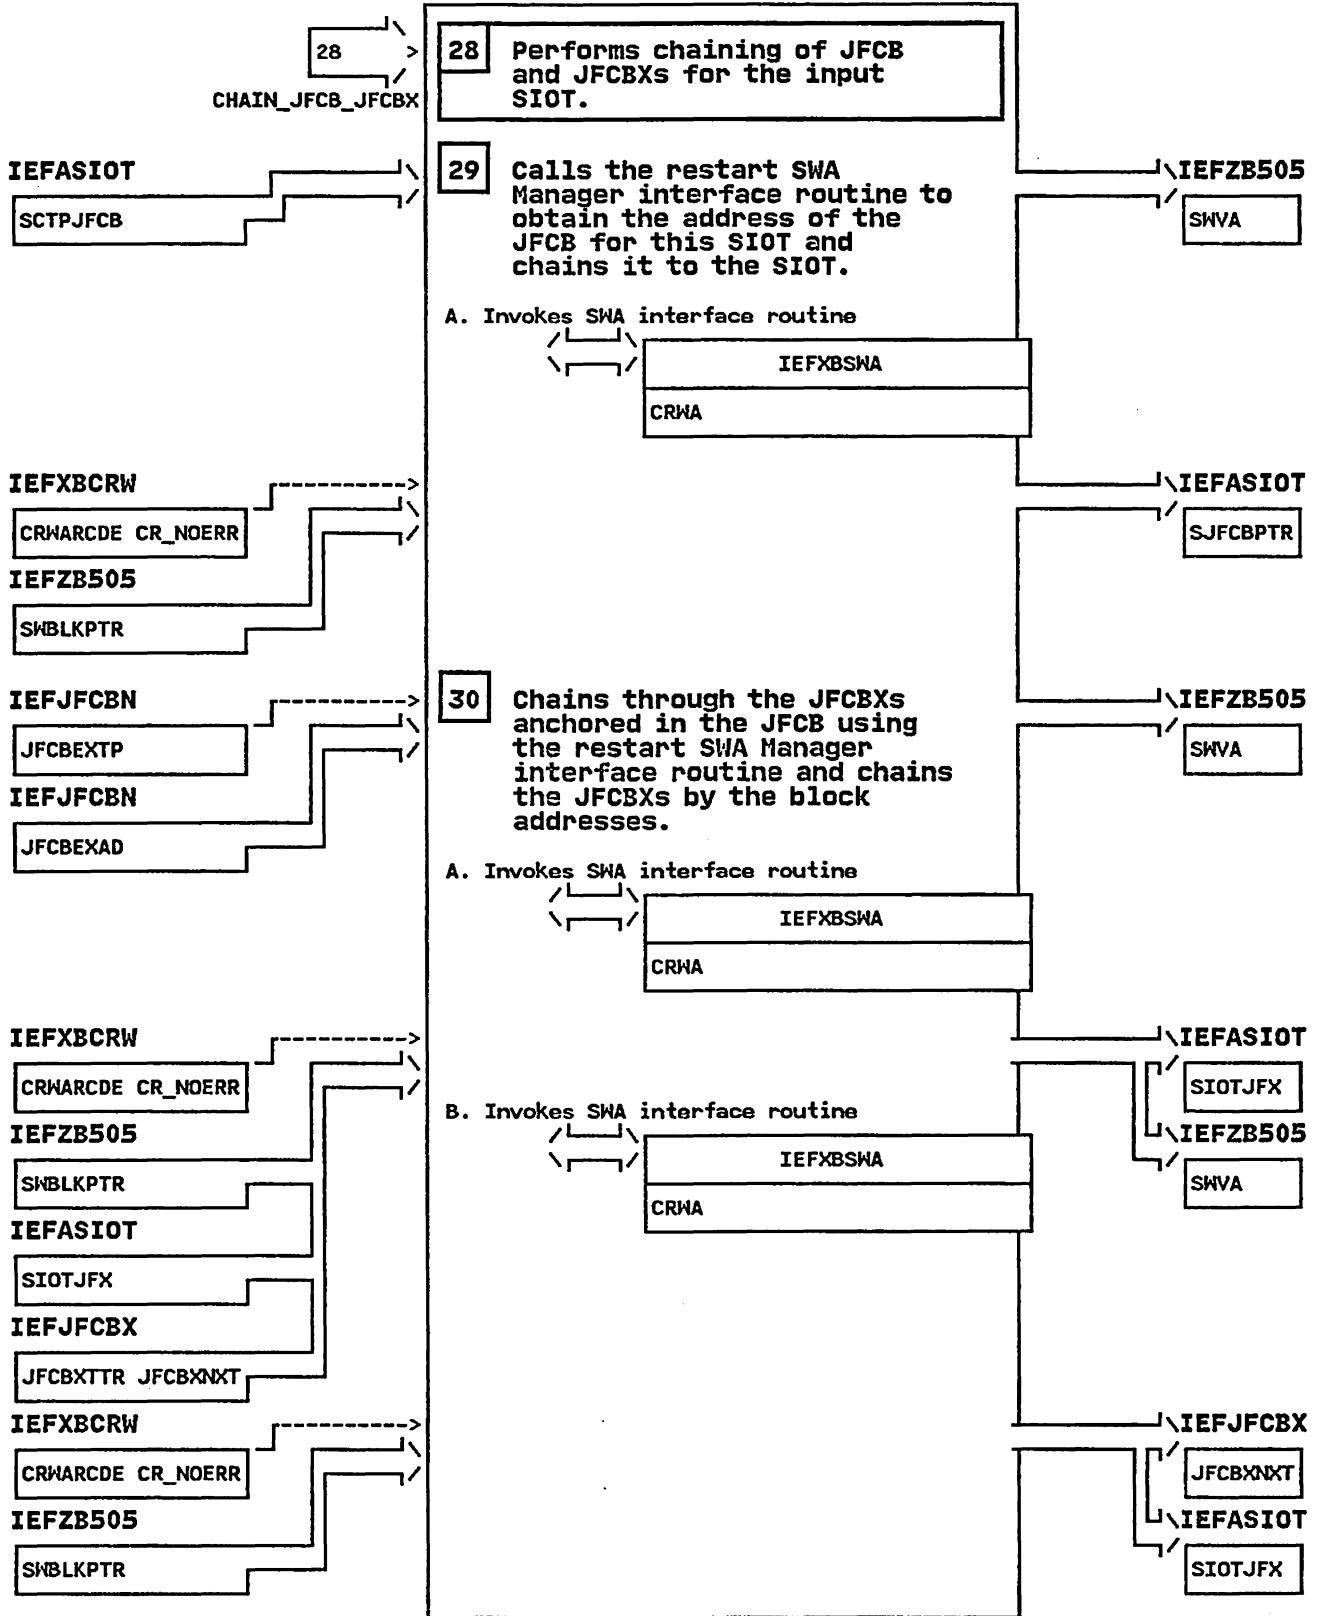 28
CHAIN_JFCB_JFCBX
28 Performs chaining of JFCB
and JFCBXs for the input
SIOT.
IEFASIOT
SCTPJFCB
29 Calls the restart SWA
Manager interface routine to
obtain the address of the
JFCB for this SIOT and
chains it to the SIOT.
IEFZB505
SWVA
A. Invokes SWA interface routine
IEFXBSWA
CRWA
IEFXBCRW
CRWARCDE CR_NOERR
IEFZB505
SWBLKPTR
IEFASIOT
SJFCBPTR
IEFJFCBN
JFCBEXTP
IEFJFCBN
JFCBEXAD
30 Chains through the JFCBXs
anchored in the JFCB using
the restart SWA Manager
interface routine and chains
the JFCBXs by the block
addresses.
IEFZB505
SWVA
A. Invokes SWA interface routine
IEFXBSWA
CRWA
IEFXBCRW
CRWARCDE CR_NOERR
IEFZB505
SWBLKPTR
IEFASIOT
SIOTJFX
IEFJFCBX
JFCBXTTR JFCBXNXT
B. Invokes SWA interface routine
IEFXBSWA
CRWA
IEFASIOT
SIOTJFX
IEFZB505
SWVA
IEFXBCRW
CRWARCDE CR_NOERR
IEFZB505
SWBLKPTR
IEFJFCBX
JFCBXNXT
IEFASIOT
SIOTJFX